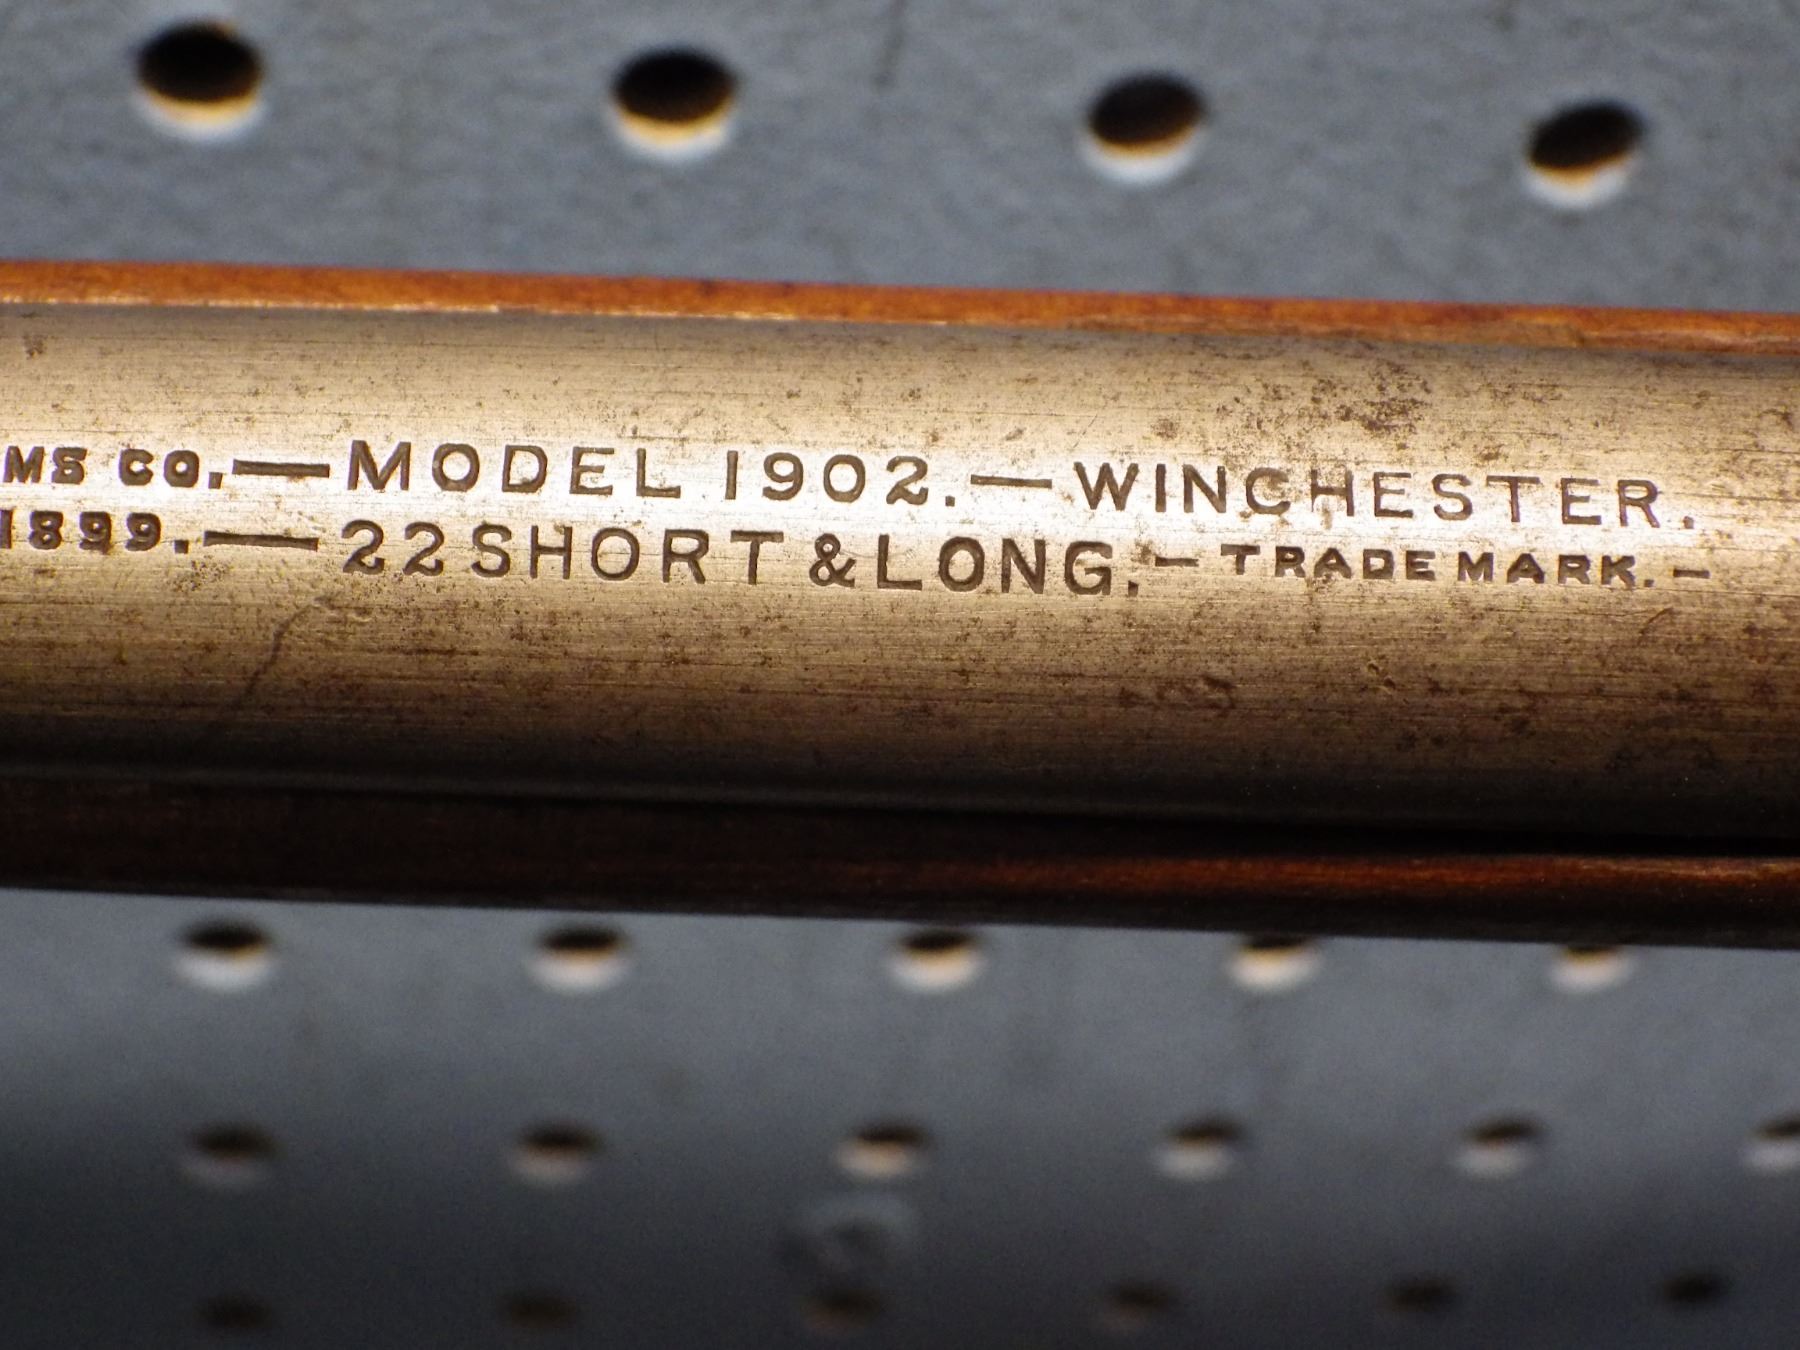 MS CO.—MODEL 1902.—WINCHESTER.
1899.—22 SHORT & LONG.—TRADE MARK.—